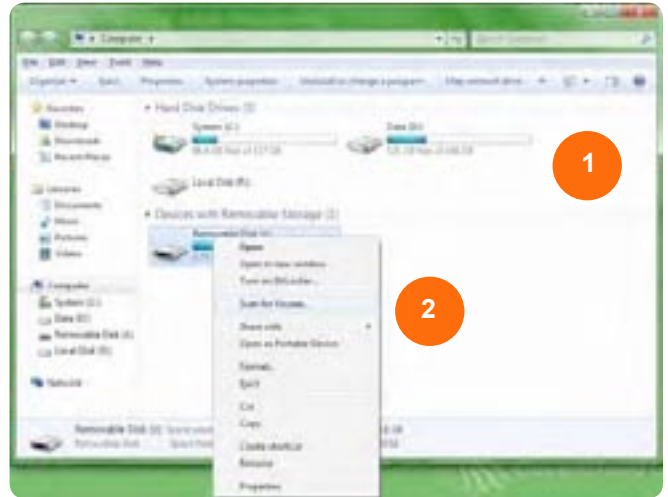 Computer
File Edit View Tools Help
Organize Eject Properties System properties Uninstall or change a program Map network drive
Favorites
Desktop
Downloads
Recent Places
Libraries
Documents
Music
Pictures
Videos
Computer
System (C:)
Data (D:)
Removable Disk
Local Disk
Network
Hard Disk Drives (3)
System (C:)
Data (D:)
Local Disk
1
Devices with Removable Storage (2)
Removable Disk
Open
Open in new window
Turn on BitLocker...
Scan for Viruses...
2
Share with
Open as Portable Device
Format...
Eject
Cut
Copy
Create shortcut
Rename
Properties
Removable Disk
Removable Disk